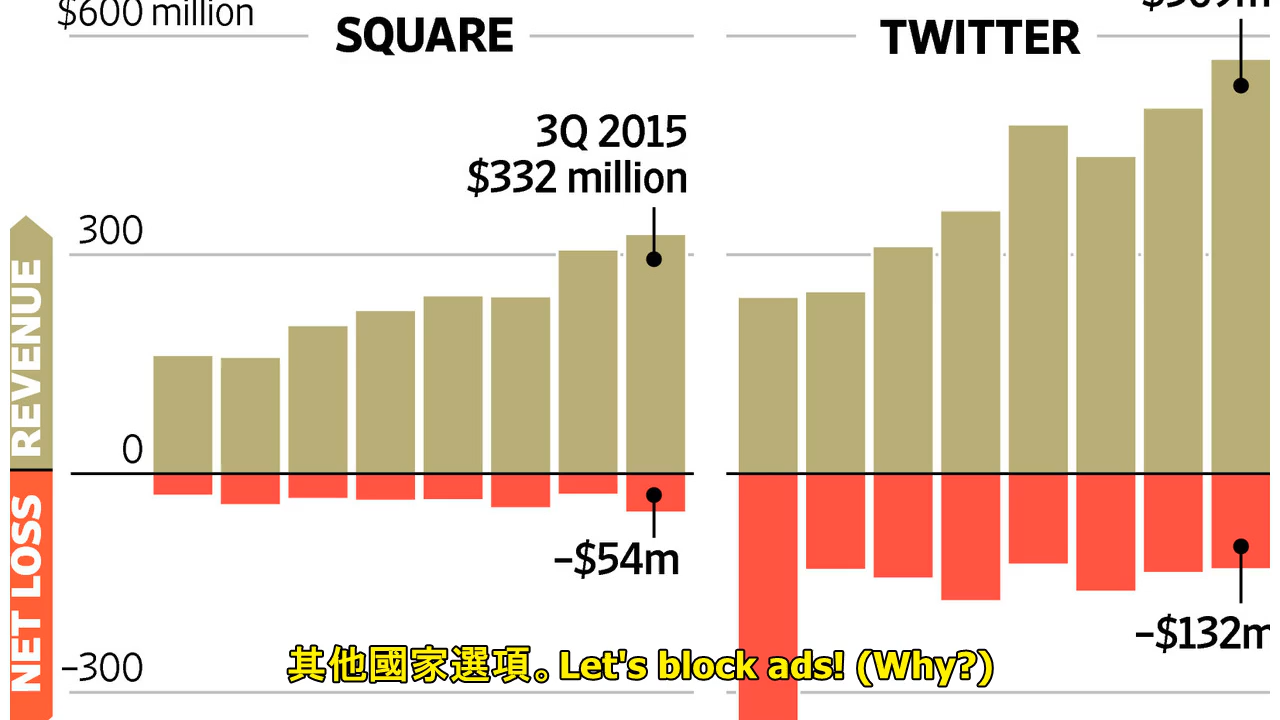 $600 million
SQUARE
TWITTER
3Q 2015
$332 million
300
REVENUE
0
NET LOSS
–$54m
–$132m
–300
其他國家選項。Let's block ads! (Why?)